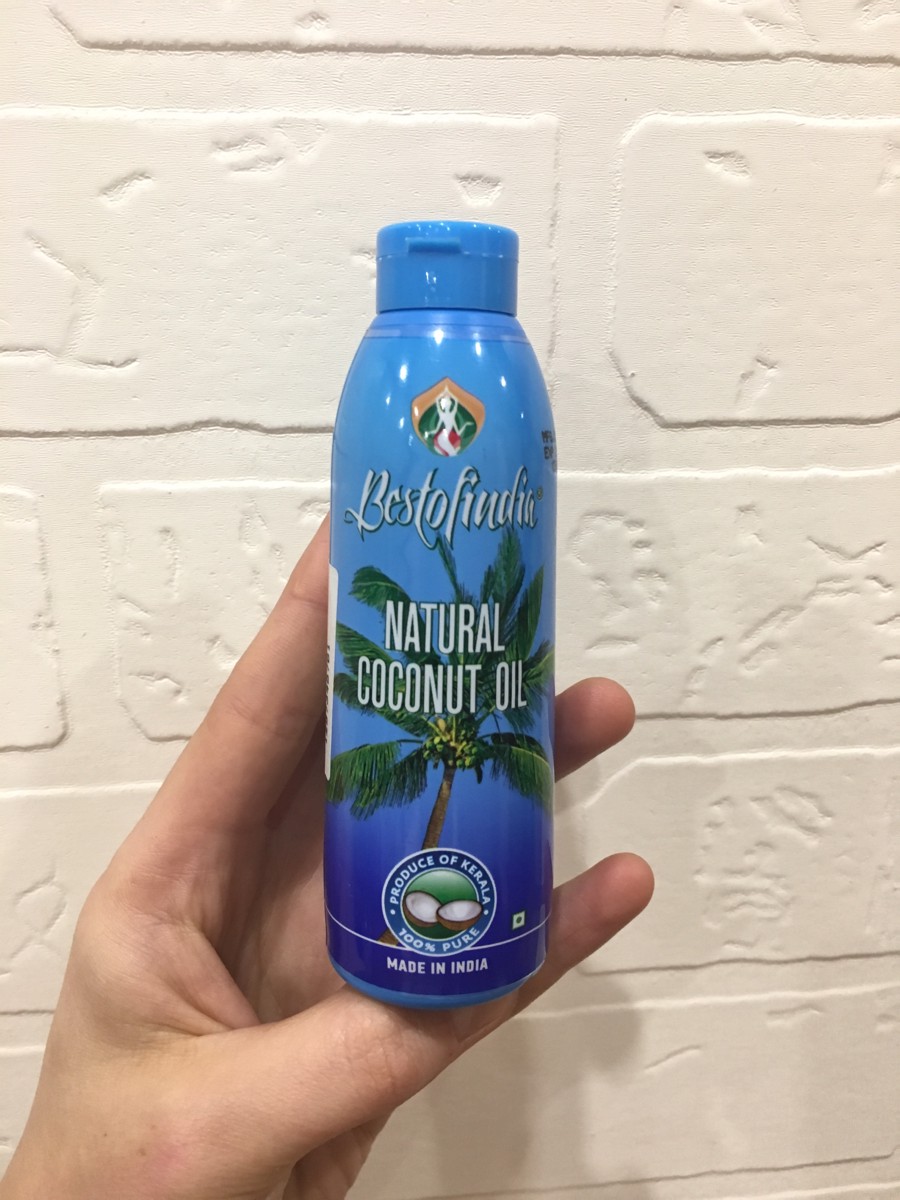 Bestofindia®
NATURAL
COCONUT OIL
PRODUCE OF KERALA
100% PURE
MADE IN INDIA